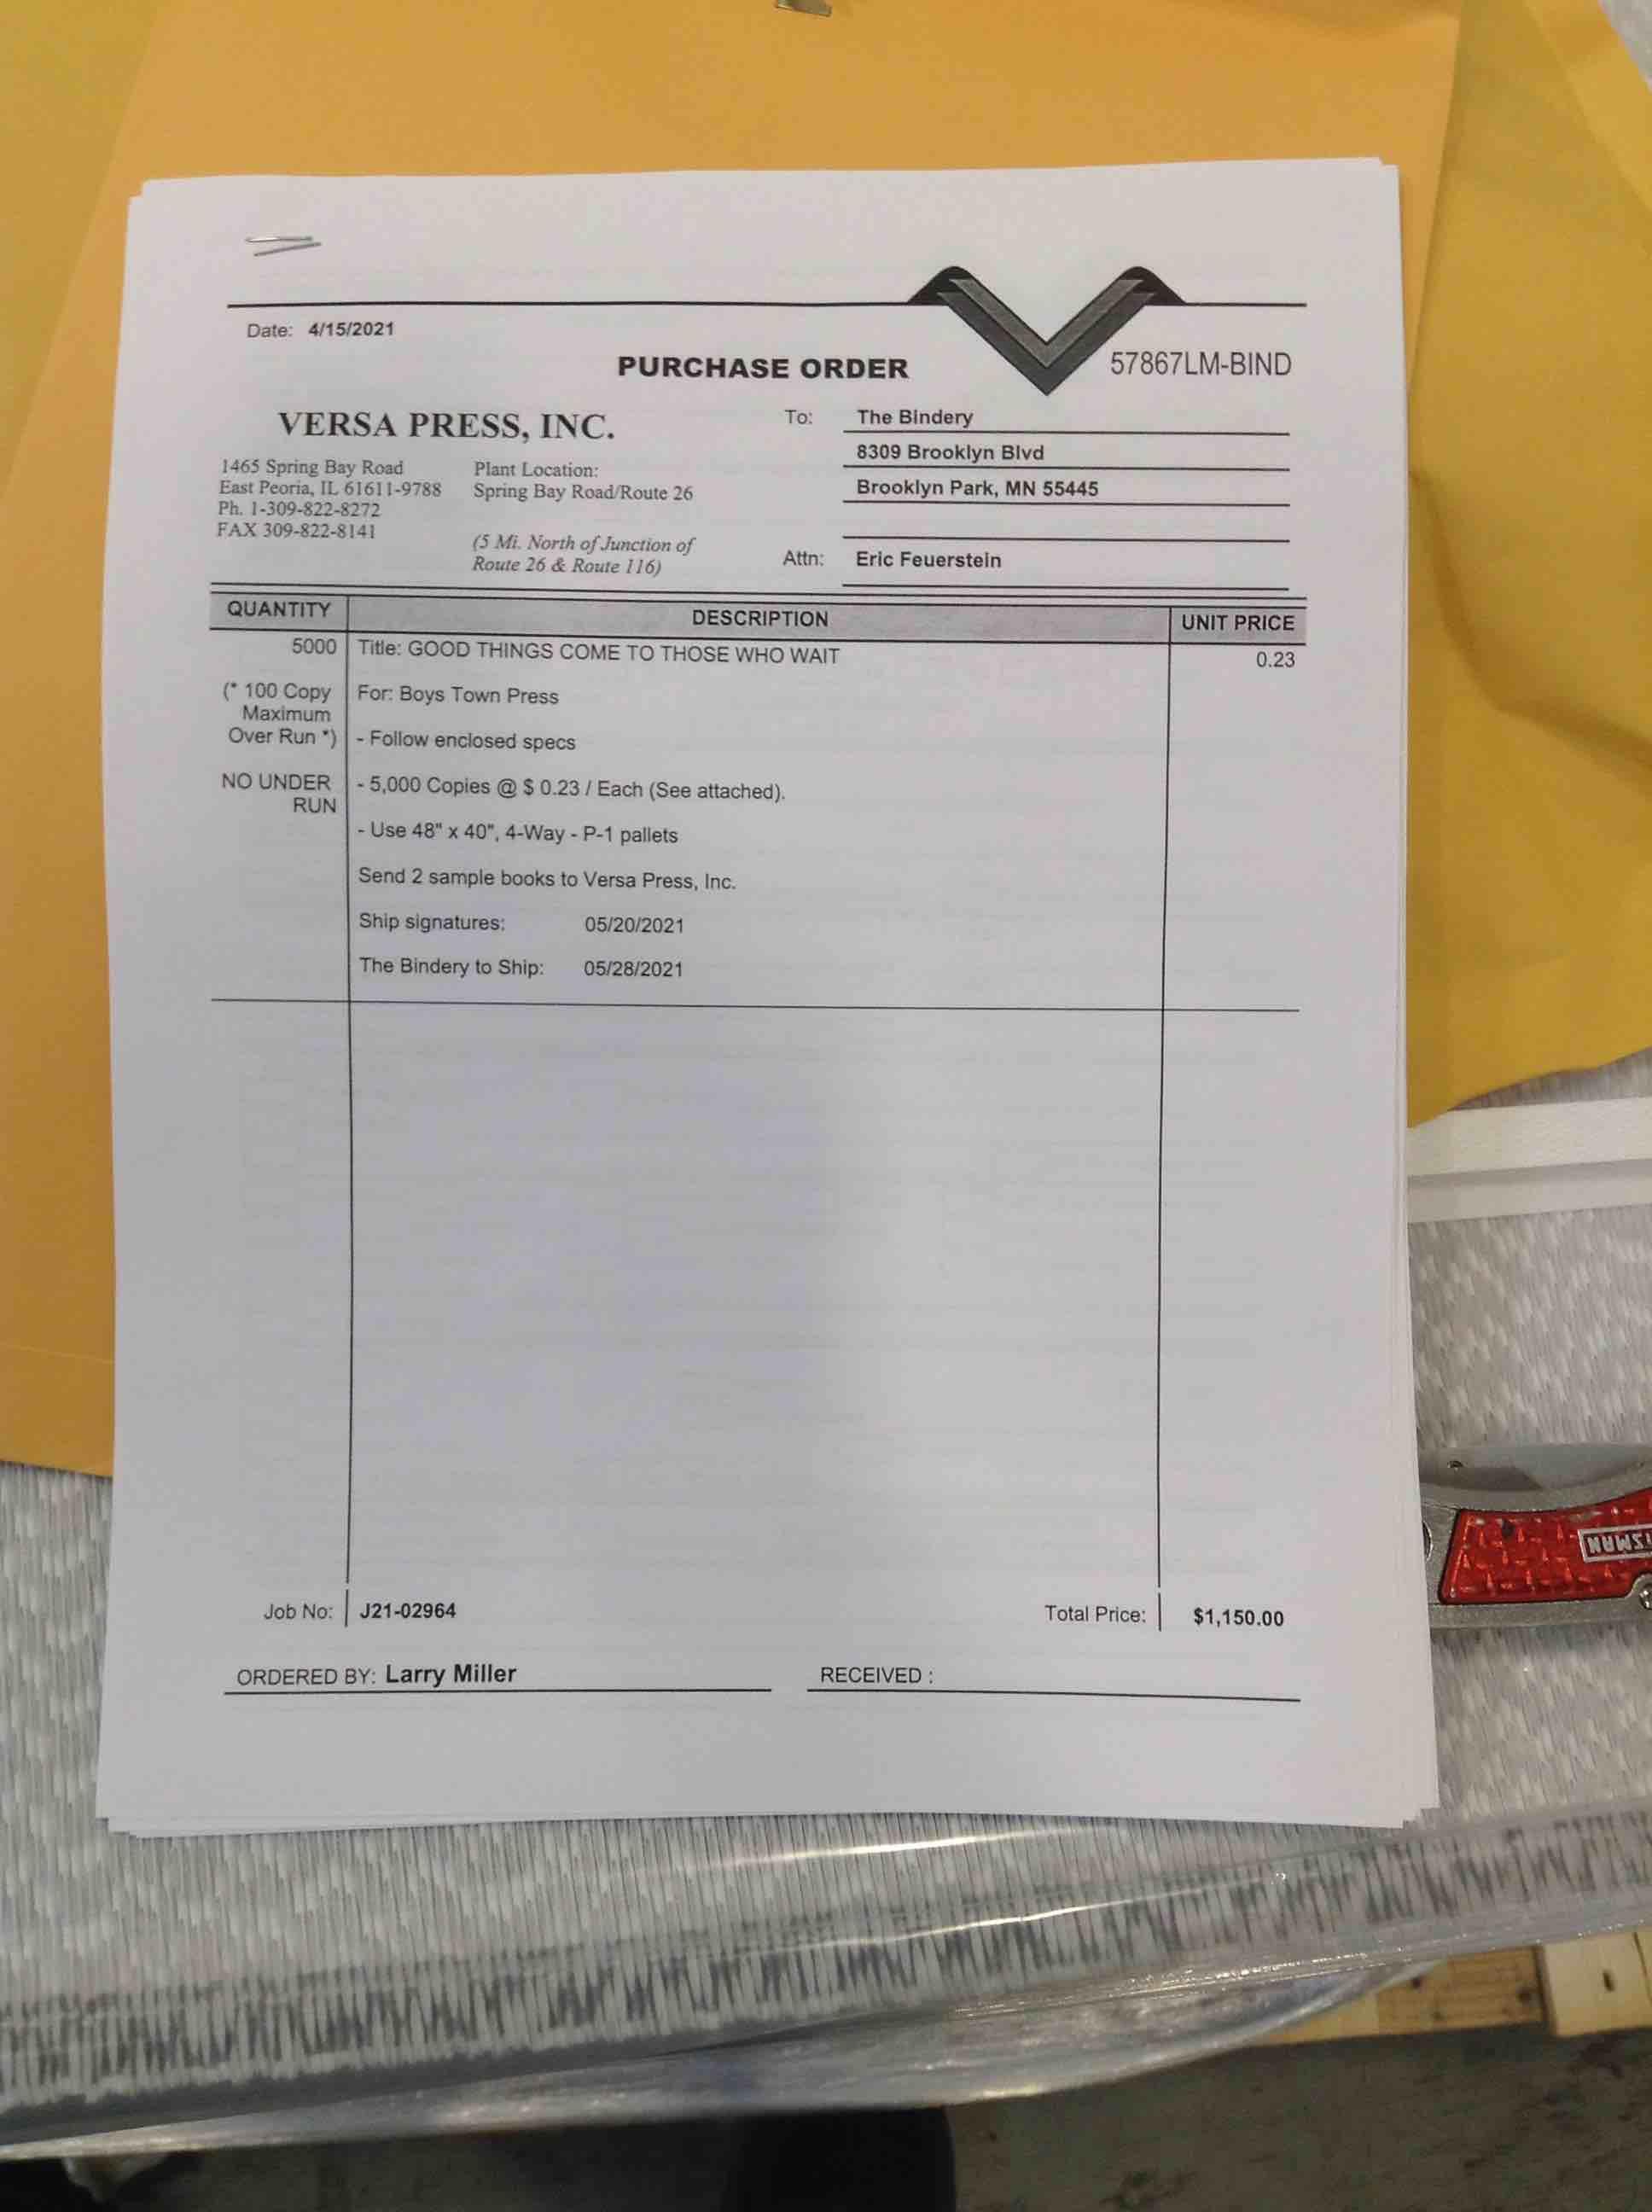 Date: 4/15/2021
PURCHASE ORDER
57867LM-BIND
VERSA PRESS, INC.
1465 Spring Bay Road
East Peoria, IL 61611-9788
Ph. 1-309-822-8272
FAX 309-822-8141
Plant Location:
Spring Bay Road/Route 26
(5 Mi. North of Junction of
Route 26 & Route 116)
To: The Bindery
8309 Brooklyn Blvd
Brooklyn Park, MN 55445
Attn: Eric Feuerstein
QUANTITY DESCRIPTION UNIT PRICE
5000 Title: GOOD THINGS COME TO THOSE WHO WAIT 0.23
(* 100 Copy
Maximum
Over Run *)
For: Boys Town Press
- Follow enclosed specs
NO UNDER
RUN
- 5,000 Copies @ $ 0.23 / Each (See attached).
- Use 48" x 40", 4-Way - P-1 pallets
Send 2 sample books to Versa Press, Inc.
Ship signatures: 05/20/2021
The Bindery to Ship: 05/28/2021
Job No: J21-02964
Total Price: $1,150.00
ORDERED BY: Larry Miller
RECEIVED :